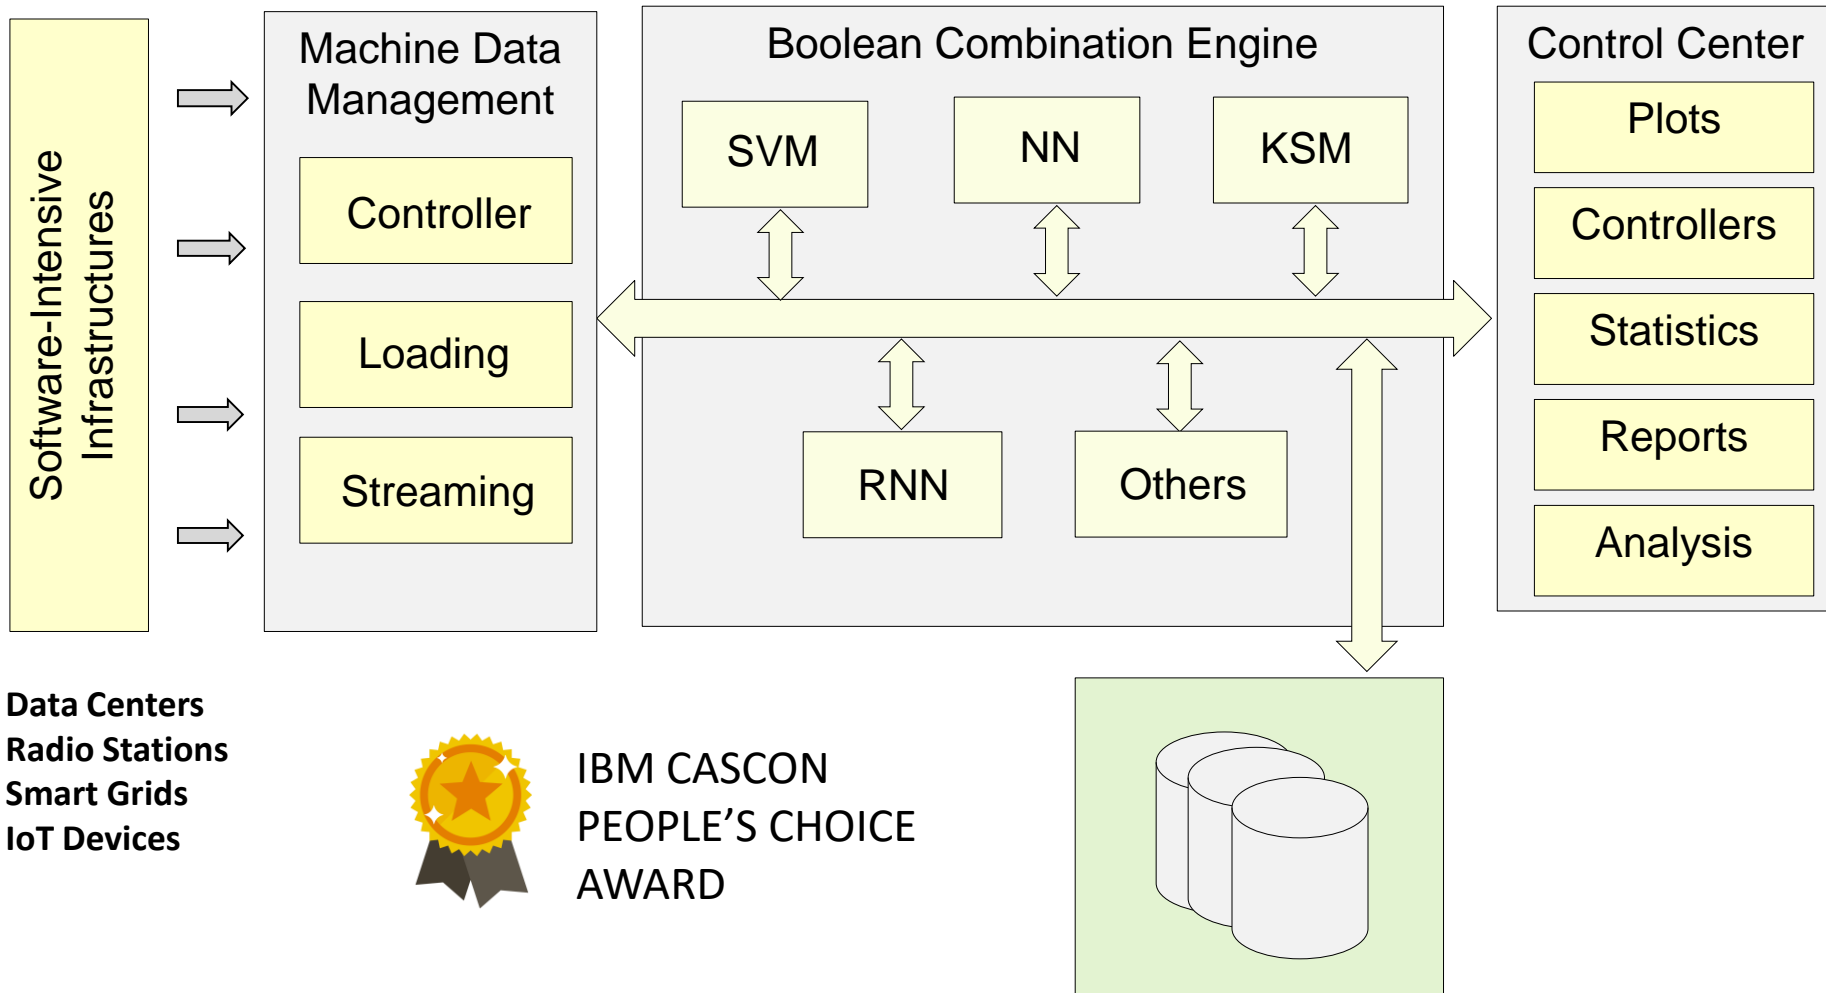 Software-Intensive
Infrastructures
Machine Data
Management
Controller
Loading
Streaming
Boolean Combination Engine
SVM
NN
KSM
RNN
Others
Control Center
Plots
Controllers
Statistics
Reports
Analysis
Data Centers
Radio Stations
Smart Grids
IoT Devices
IBM CASCON
PEOPLE’S CHOICE
AWARD